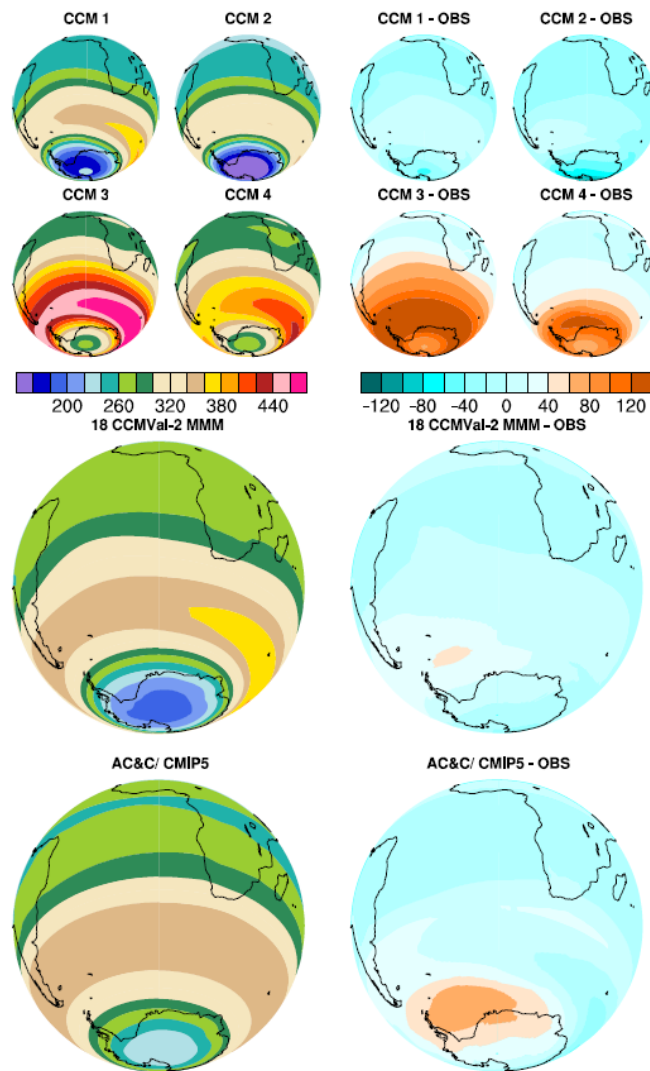 CCM 1 CCM 2 CCM 1 - OBS CCM 2 - OBS
CCM 3 CCM 4 CCM 3 - OBS CCM 4 - OBS
200 260 320 380 440 -120 -80 -40 0 40 80 120
18 CCMVal-2 MMM 18 CCMVal-2 MMM - OBS
AC&C/ CMIP5 AC&C/ CMIP5 - OBS